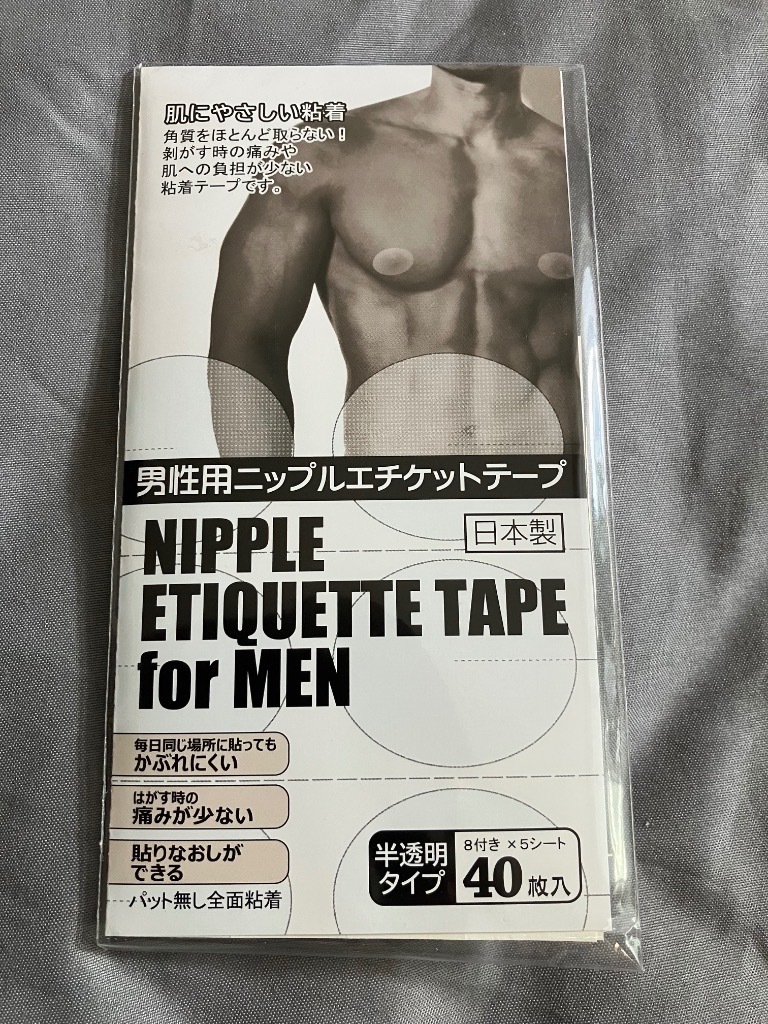 肌にやさしい粘着
角質をほとんど取らない！
剝がす時の痛みや
肌への負担が少ない
粘着テープです。
男性用ニップルエチケットテープ
日本製
NIPPLE
ETIQUETTE TAPE
for MEN
毎日同じ場所に貼っても
かぶれにくい
はがす時の
痛みが少ない
貼りなおしが
できる
パット無し全面粘着
半透明
タイプ
8付き ×5シート
40枚入